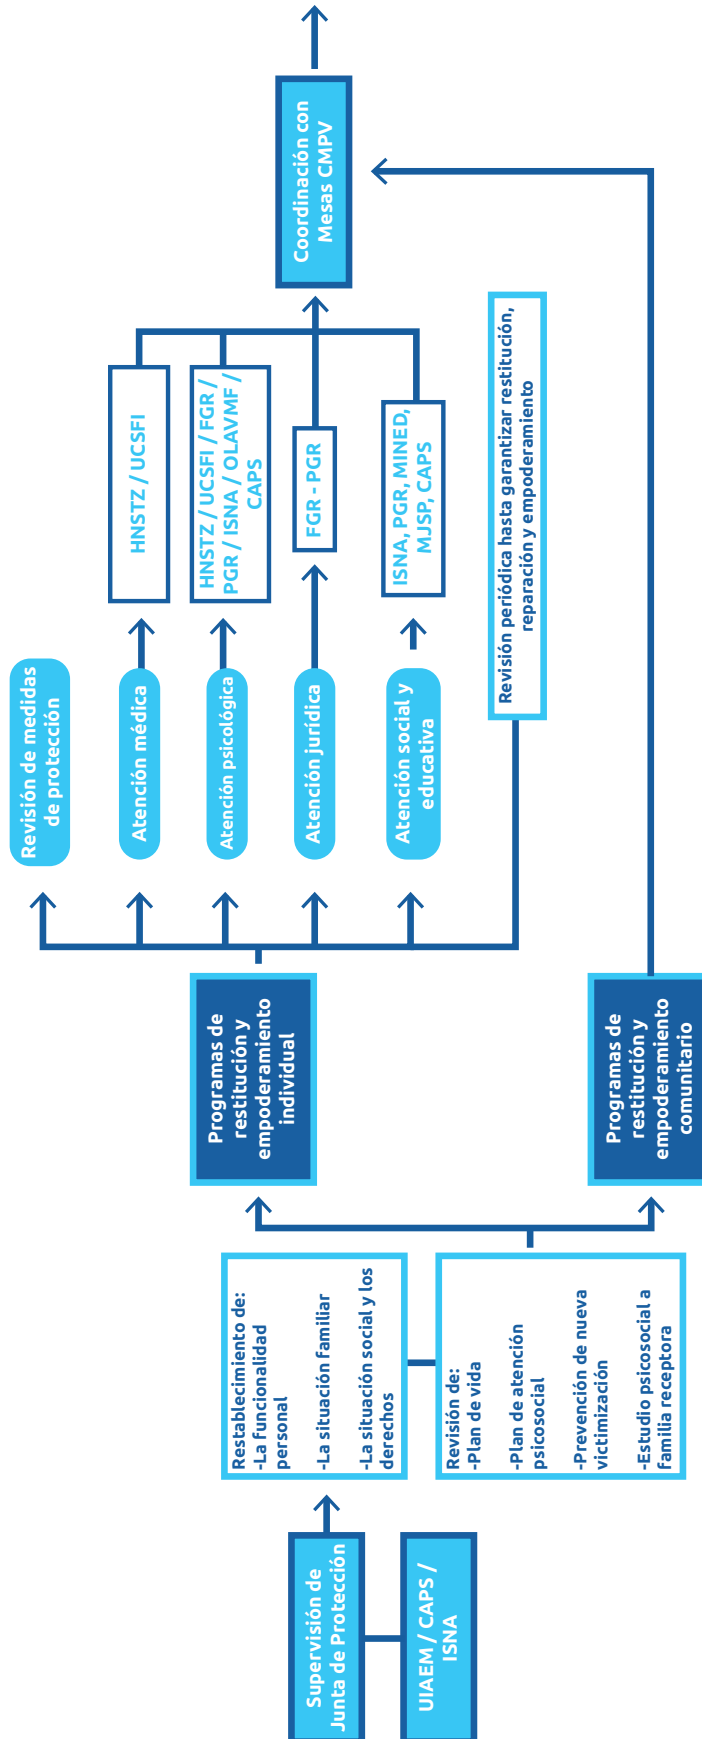 Supervisión de
Junta de Protección
UIAEM / CAPS /
ISNA
Restablecimiento de:
-La funcionalidad
personal
-La situación familiar
-La situación social y los
derechos
Revisión de:
-Plan de vida
-Plan de atención
psicosocial
-Prevención de nueva
victimización
-Estudio psicosocial a
familia receptora
Programas de
restitución y
empoderamiento
individual
Programas de
restitución y
empoderamiento
comunitario
Revisión de medidas
de protección
Atención médica
Atención psicológica
Atención jurídica
Atención social y
educativa
HNSTZ / UCSFI
HNSTZ / UCSFI / FGR /
PGR / ISNA / OLAVMF /
CAPS
FGR - PGR
ISNA, PGR, MINED,
MJSP, CAPS
Revisión periódica hasta garantizar restitución,
reparación y empoderamiento
Coordinación con
Mesas CMPV